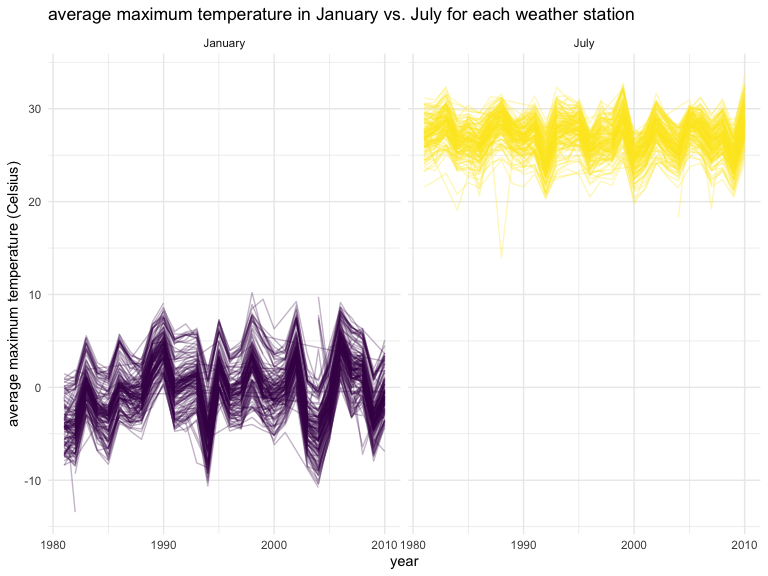 average maximum temperature in January vs. July for each weather station
January
July
average maximum temperature (Celsius)
30
20
10
0
-10
1980
1990
2000
2010
1980
1990
2000
2010
year